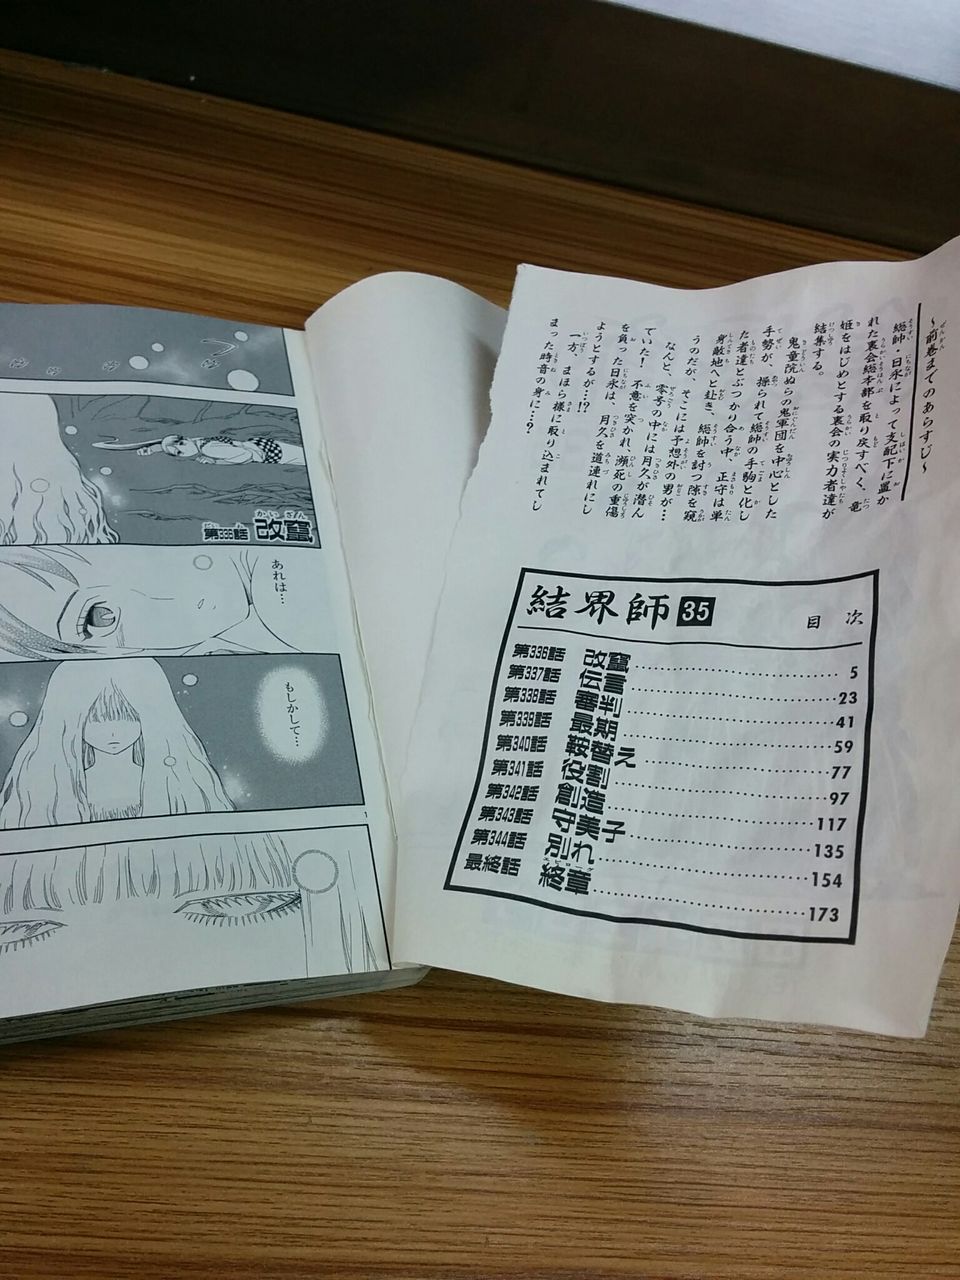 ～前巻までのあらすじ～
総帥・日永によって支配下に置か
れた裏会総本部を取り戻すべく、竜
姫をはじめとする裏会の実力者達が
結集する。
鬼童院ぬらの鬼軍団を中心とした
手勢が、操られて総帥の手駒と化し
た者達とぶつかり合う中、正守は単
身敵地へと赴き、総帥を討つ隙を窺
うのだが、そこには予想外の男が…
なんと、零号の中には月久が潜ん
でいた！不意を突かれ瀕死の重傷
を負った日永は、月久を道連れにし
ようとするが…!?
一方、まほら様に取り込まれてし
まった時音の身に…?
結界師 35 目次
第336話 改竄 5
第337話 伝言 23
第338話 審判 41
第339話 最期 59
第340話 鞍替え 77
第341話 役割 97
第342話 創造 117
第343話 守美子 135
第344話 別れ 154
最終話 終章 173
第336話 改竄
あれは…
もしかして…